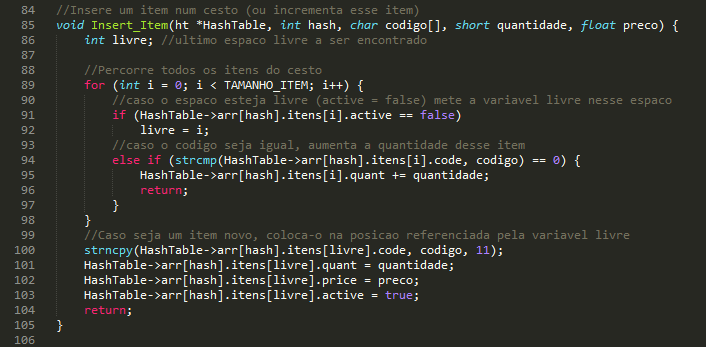 84 //Insere um item num cesto (ou incrementa esse item)
85 void Insert_Item(ht *HashTable, int hash, char codigo[], short quantidade, float preco) {
86     int livre; //ultimo espaco livre a ser encontrado
87
88     //Percorre todos os itens do cesto
89     for (int i = 0; i < TAMANHO_ITEM; i++) {
90         //caso o espaco esteja livre (active = false) mete a variavel livre nesse espaco
91         if (HashTable->arr[hash].itens[i].active == false)
92             livre = i;
93         //caso o codigo seja igual, aumenta a quantidade desse item
94         else if (strcmp(HashTable->arr[hash].itens[i].code, codigo) == 0) {
95             HashTable->arr[hash].itens[i].quant += quantidade;
96             return;
97         }
98     }
99     //Caso seja um item novo, coloca-o na posicao referenciada pela variavel livre
100     strncpy(HashTable->arr[hash].itens[livre].code, codigo, 11);
101     HashTable->arr[hash].itens[livre].quant = quantidade;
102     HashTable->arr[hash].itens[livre].price = preco;
103     HashTable->arr[hash].itens[livre].active = true;
104     return;
105 }
106